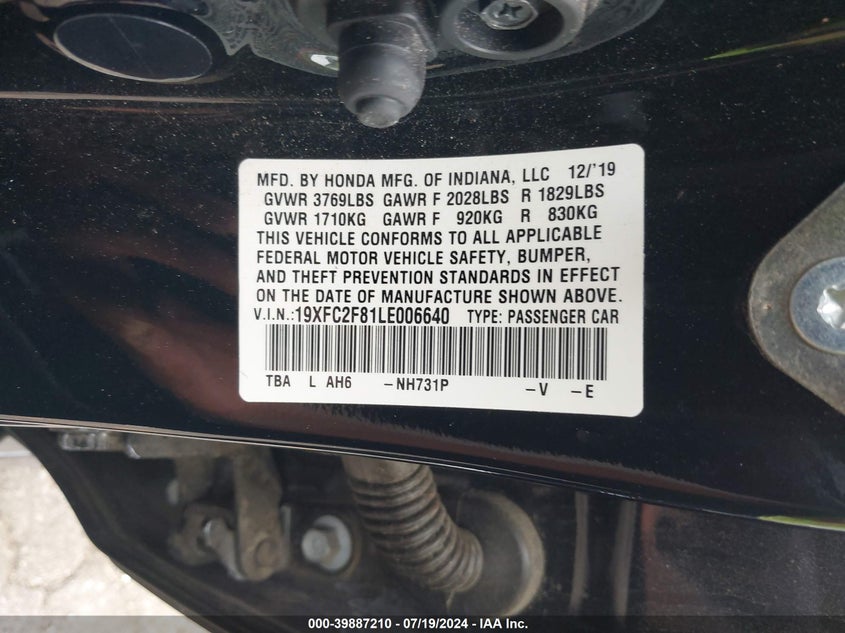 MFD. BY HONDA MFG. OF INDIANA, LLC 12/'19
GVWR 3769LBS GAWR F 2028LBS R 1829LBS
GVWR 1710KG GAWR F 920KG R 830KG
THIS VEHICLE CONFORMS TO ALL APPLICABLE
FEDERAL MOTOR VEHICLE SAFETY, BUMPER,
AND THEFT PREVENTION STANDARDS IN EFFECT
ON THE DATE OF MANUFACTURE SHOWN ABOVE.
V.I.N.:19XFC2F81LE006640 TYPE: PASSENGER CAR
TBA L AH6 -NH731P -V -E
000-39887210 - 07/19/2024 - IAA Inc.